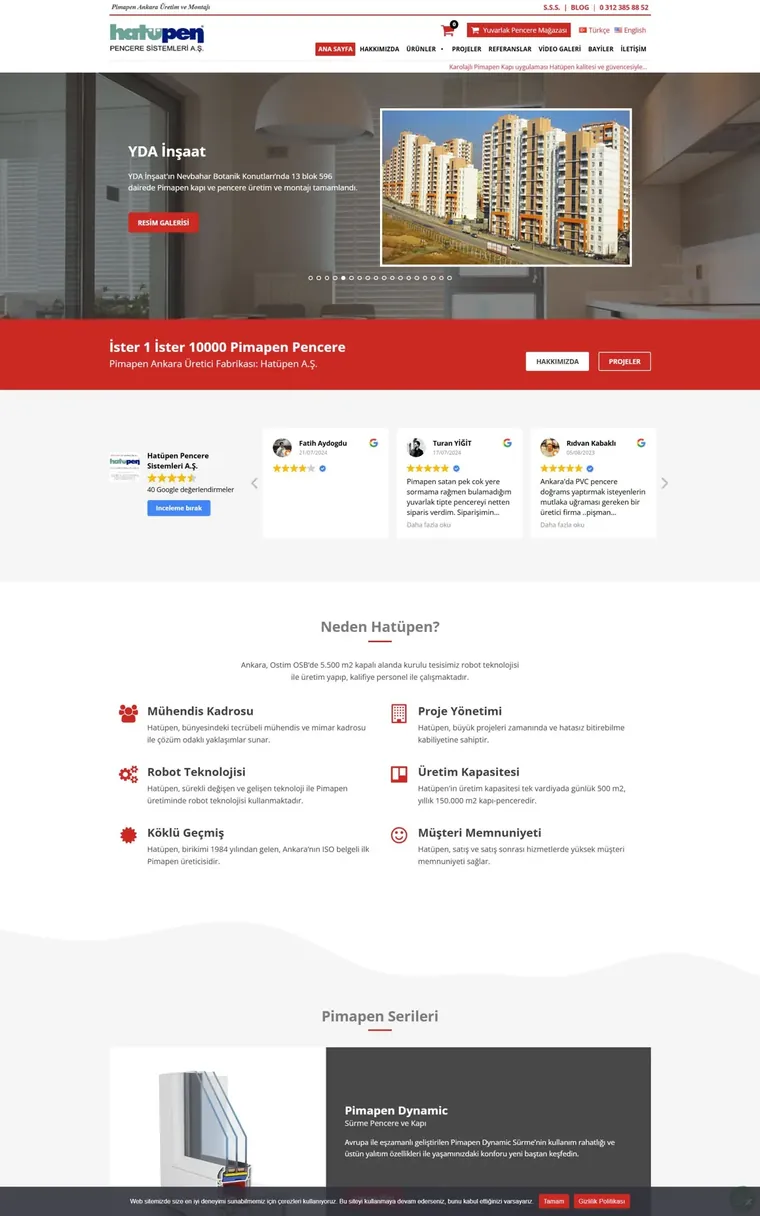 Pimapen Ankara Üretim ve Montajı
S.S.S. | BLOG | 0 312 385 88 52
hatüpen
PENCERE SİSTEMLERİ A.Ş.
0
Yuvarlak Pencere Mağazası
Türkçe
English
ANA SAYFA HAKKIMIZDA ÜRÜNLER PROJELER REFERANSLAR VİDEO GALERİ BAYİLER İLETİŞİM
Karolajlı Pimapen Kapı uygulaması Hatüpen kalitesi ve güvencesiyle...
YDA İnşaat
YDA İnşaat'ın Nevbahar Botanik Konutları'nda 13 blok 596
dairede Pimapen kapı ve pencere üretim ve montajı tamamlandı.
RESİM GALERİSİ
İster 1 İster 10000 Pimapen Pencere
Pimapen Ankara Üretici Fabrikası: Hatüpen A.Ş.
HAKKIMIZDA
PROJELER
hatüpen
Hatüpen Pencere
Sistemleri A.Ş.
40 Google değerlendirmeler
inceleme bırak
Fatih Aydogdu
21/07/2024
Turan YİĞİT
17/07/2024
Pimapen satan pek cok yere
sormama rağmen bulamadığım
yuvarlak tipte pencereyi netten
siparis verdim. Siparişimin...
Daha fazla oku
Rıdvan Kabaklı
05/08/2023
Ankara'da PVC pencere
doğrams yaptırmak isteyenlerin
mutlaka uğraması gereken bir
üretici firma ..pişman...
Daha fazla oku
Neden Hatüpen?
Ankara, Ostim OSB'de 5.500 m2 kapalı alanda kurulu tesisimiz robot teknolojisi
ile üretim yapıp, kalifiye personel ile çalışmaktadır.
Mühendis Kadrosu
Hatüpen, bünyesindeki tecrübeli mühendis ve mimar kadrosu
ile çözüm odaklı yaklaşımlar sunar.
Proje Yönetimi
Hatüpen, büyük projeleri zamanında ve hatasız bitirebilme
kabiliyetine sahiptir.
Robot Teknolojisi
Hatüpen, sürekli değişen ve gelişen teknoloji ile Pimapen
üretiminde robot teknolojisi kullanmaktadır.
Üretim Kapasitesi
Hatüpen'in üretim kapasitesi tek vardiyada günlük 500 m2,
yıllık 150.000 m2 kapı-penceredir.
Köklü Geçmiş
Hatüpen, birikimi 1984 yılından gelen, Ankara'nın ISO belgeli ilk
Pimapen üreticisidir.
Müşteri Memnuniyeti
Hatüpen, satış ve satış sonrası hizmetlerde yüksek müşteri
memnuniyeti sağlar.
Pimapen Serileri
Pimapen Dynamic
Sürme Pencere ve Kapı
Avrupa ile eşzamanlı geliştirilen Pimapen Dynamic Sürme'nin kullanım rahatlığı ve
üstün yalıtım özellikleri ile yaşamınızdaki konforu yeni baştan keşfedin.
Web sitemizde size en iyi deneyimi sunabilmemiz için çerezleri kullanıyoruz. Bu siteyi kullanmaya devam ederseniz, bunu kabul ettiğinizi varsayarız.
Tamam
Gizlilik Politikası